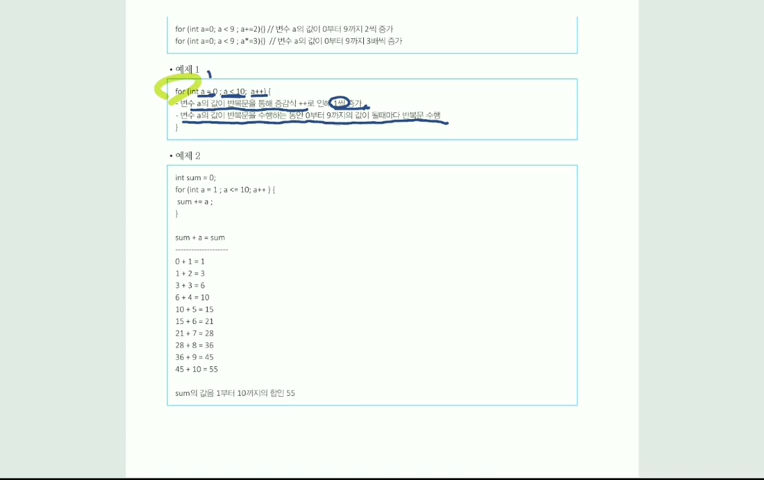 for (int a=0; a < 9 ; a+=2){} // 변수 a의 값이 0부터 9까지 2씩 증가
for (int a=0; a < 9 ; a*=3){} // 변수 a의 값이 0부터 9까지 3배씩 증가
• 예제 1
for (int a = 0 ; a < 10; a++) {
- 변수 a의 값이 반복문을 통해 증감식 ++로 인해 1씩 증가
- 변수 a의 값이 반복문을 수행하는 동안 0부터 9까지의 값이 될때마다 반복문 수행
}
• 예제 2
int sum = 0;
for (int a = 1 ; a <= 10; a++ ) {
sum += a ;
}
sum + a = sum
--------------------
0 + 1 = 1
1 + 2 = 3
3 + 3 = 6
6 + 4 = 10
10 + 5 = 15
15 + 6 = 21
21 + 7 = 28
28 + 8 = 36
36 + 9 = 45
45 + 10 = 55
sum의 값음 1부터 10까지의 합인 55